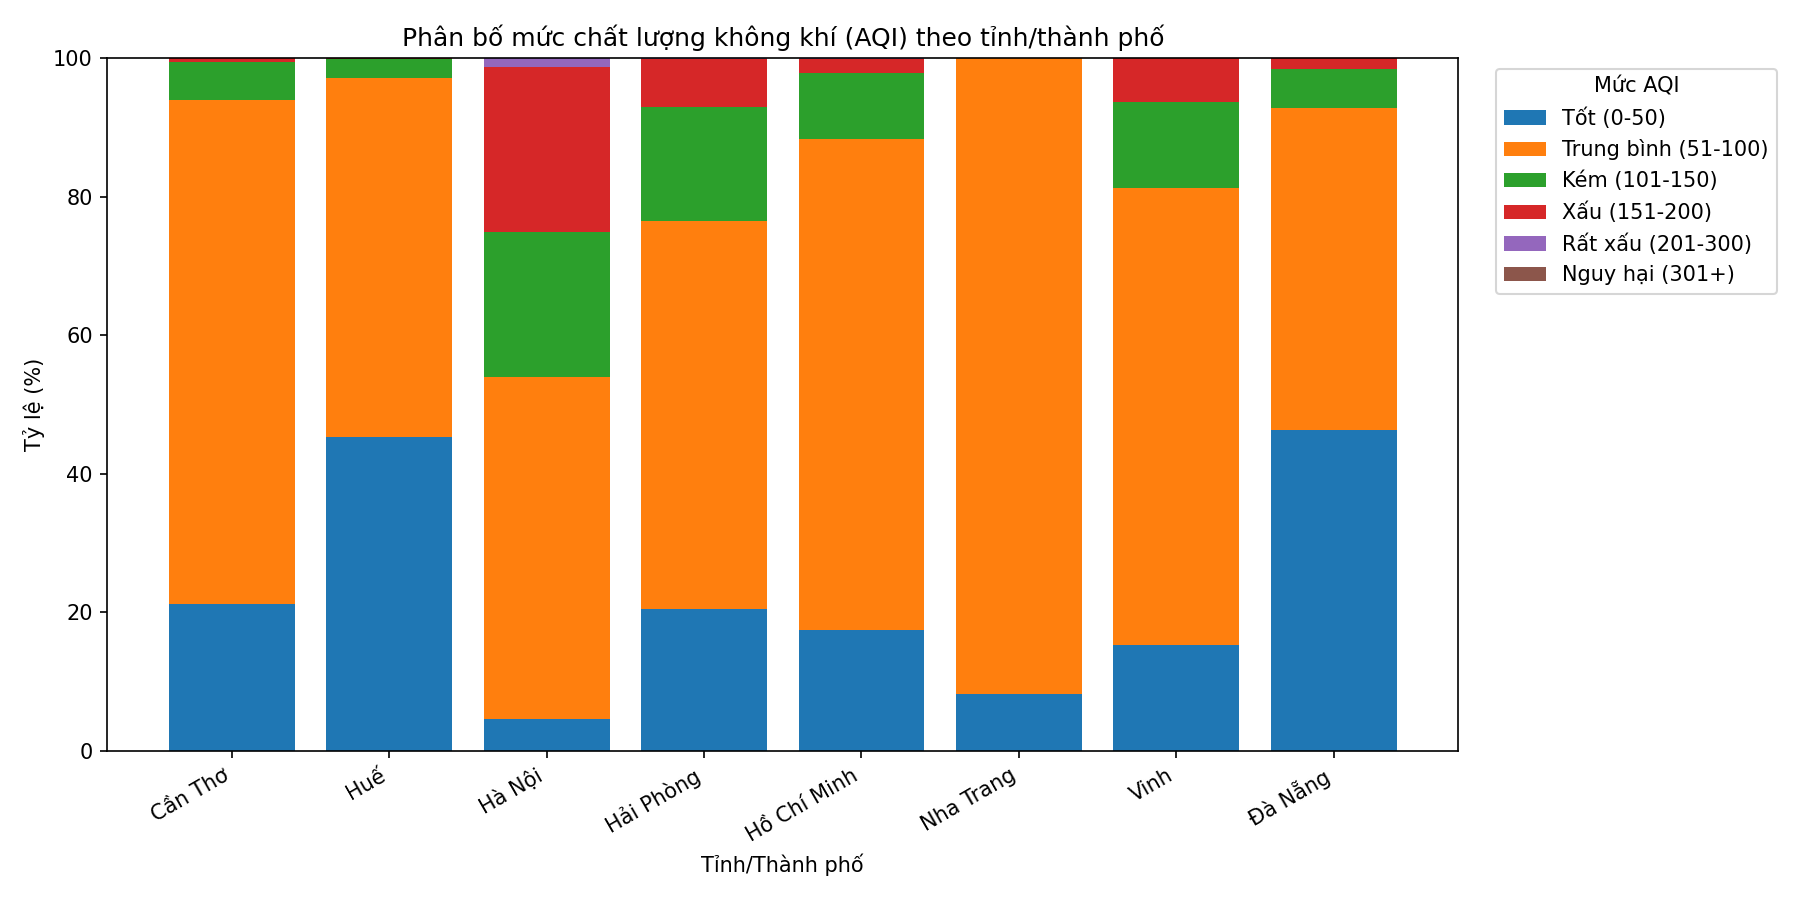 Phân bố mức chất lượng không khí (AQI) theo tỉnh/thành phố
100
80
60
40
20
0
Tỷ lệ (%)
Cần Thơ
Huế
Hà Nội
Hải Phòng
Hồ Chí Minh
Nha Trang
Vinh
Đà Nẵng
Tỉnh/Thành phố
Mức AQI
Tốt (0-50)
Trung bình (51-100)
Kém (101-150)
Xấu (151-200)
Rất xấu (201-300)
Nguy hại (301+)